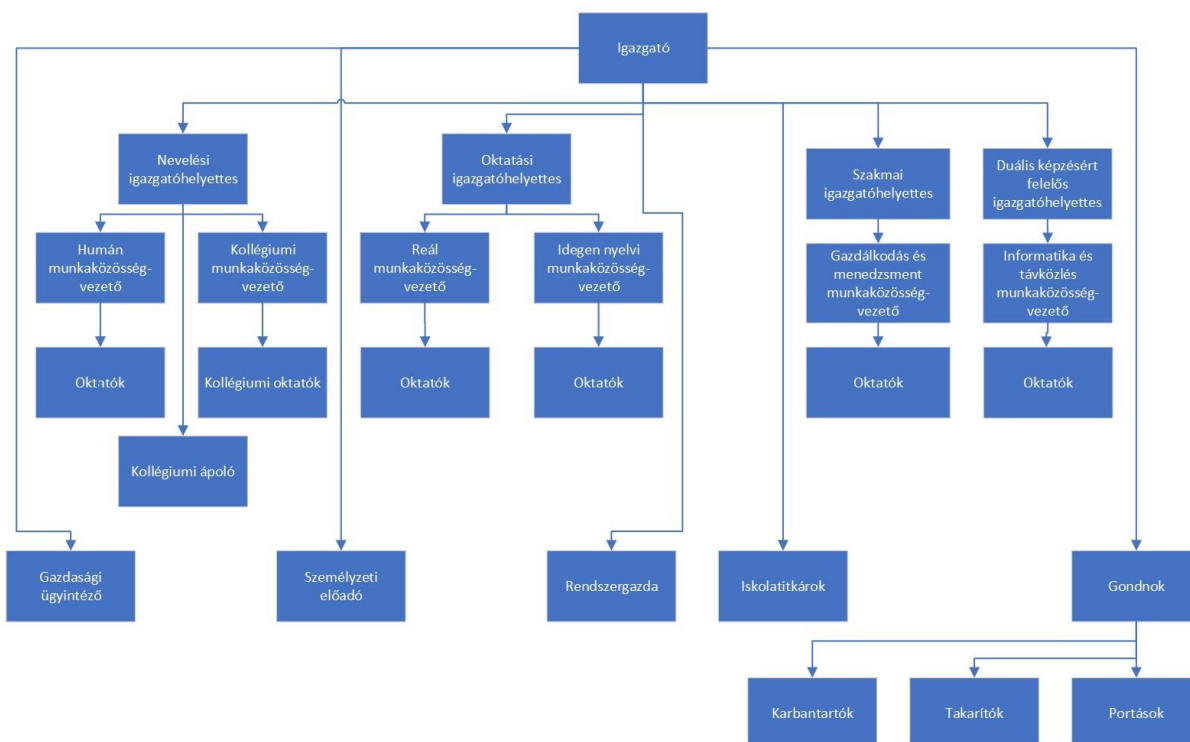 Igazgató
Nevelési
igazgatóhelyettes
Oktatási
igazgatóhelyettes
Szakmai
igazgatóhelyettes
Duális képzésért
felelős
igazgatóhelyettes
Humán
munkaközösség-
vezető
Kollégiumi
munkaközösség-
vezető
Reál
munkaközösség-
vezető
Idegen nyelvi
munkaközösség-
vezető
Gazdálkodás és
menedzsment
munkaközösség-
vezető
Informatika és
távközlés
munkaközösség-
vezető
Oktatók
Kollégiumi oktatók
Oktatók
Oktatók
Oktatók
Oktatók
Kollégiumi ápoló
Gazdasági
ügyintéző
Személyzeti
előadó
Rendszergazda
Iskolatitkárok
Gondnok
Karbantartók
Takarítók
Portások